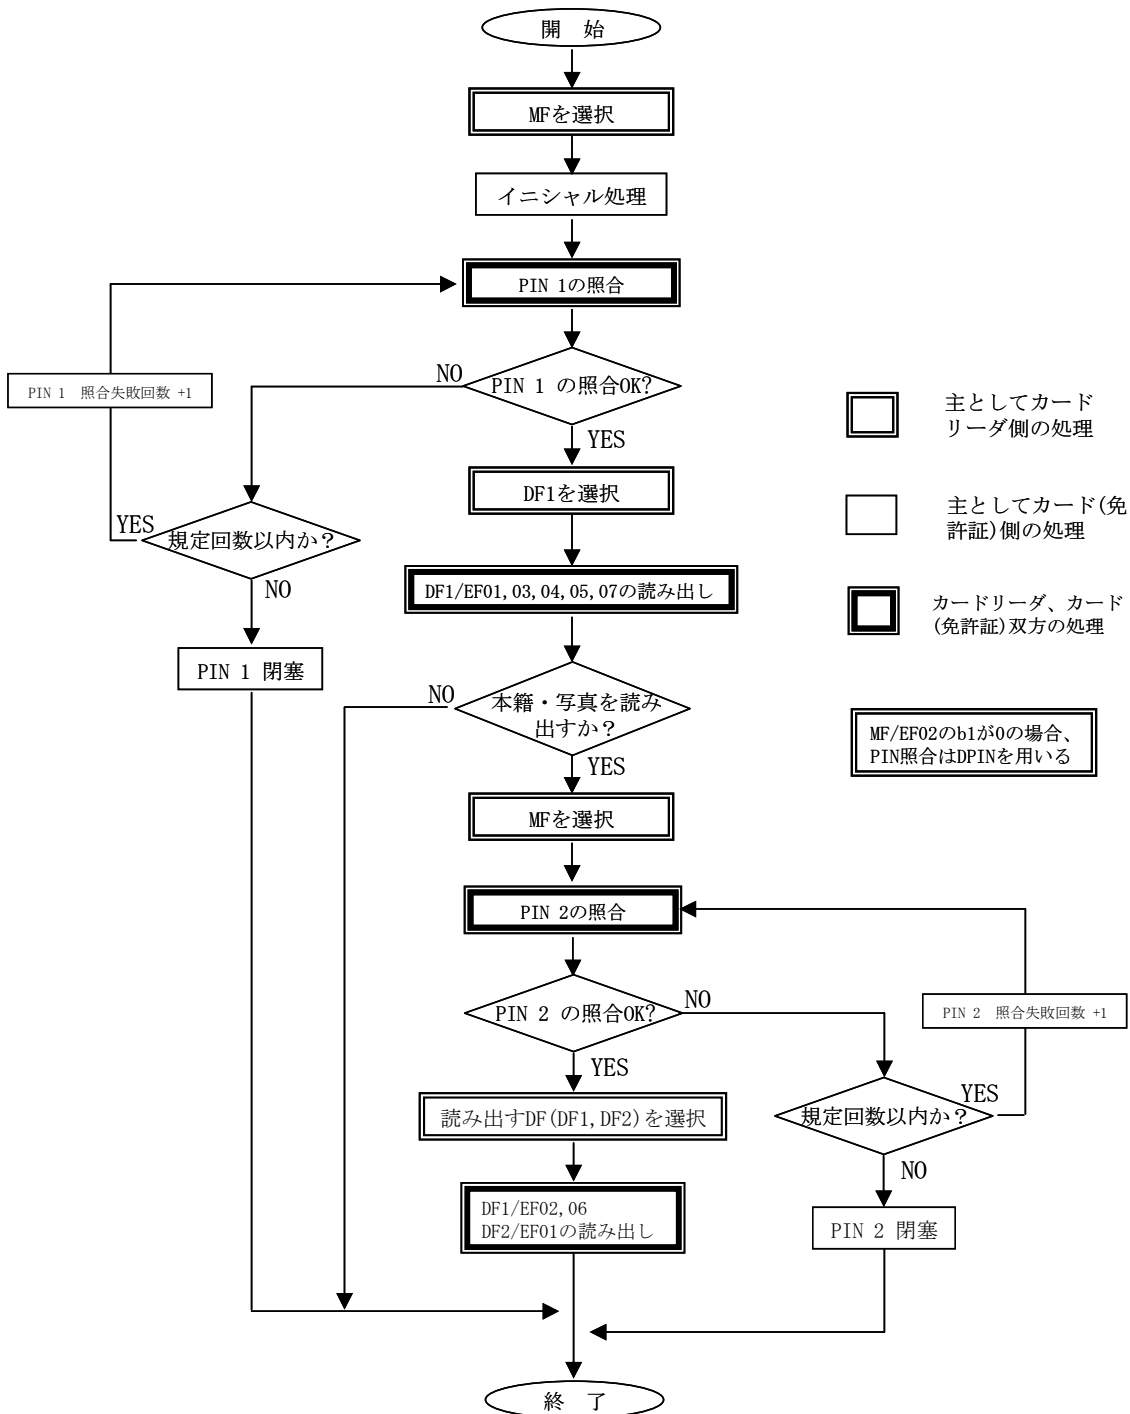 開　始
MFを選択
イニシャル処理
PIN 1の照合
PIN 1 の照合OK?
NO
YES
PIN 1　照合失敗回数 +1
DF1を選択
規定回数以内か？
YES
NO
PIN 1 閉塞
DF1/EF01,03,04,05,07の読み出し
本籍・写真を読み
出すか？
NO
YES
MFを選択
PIN 2の照合
PIN 2 の照合OK?
NO
YES
PIN 2　照合失敗回数 +1
読み出すDF(DF1,DF2)を選択
規定回数以内か？
YES
NO
DF1/EF02,06
DF2/EF01の読み出し
PIN 2 閉塞
終　了
主としてカード
リーダ側の処理
主としてカード(免
許証)側の処理
カードリーダ、カード
(免許証)双方の処理
MF/EF02のb1が0の場合、
PIN照合はDPINを用いる